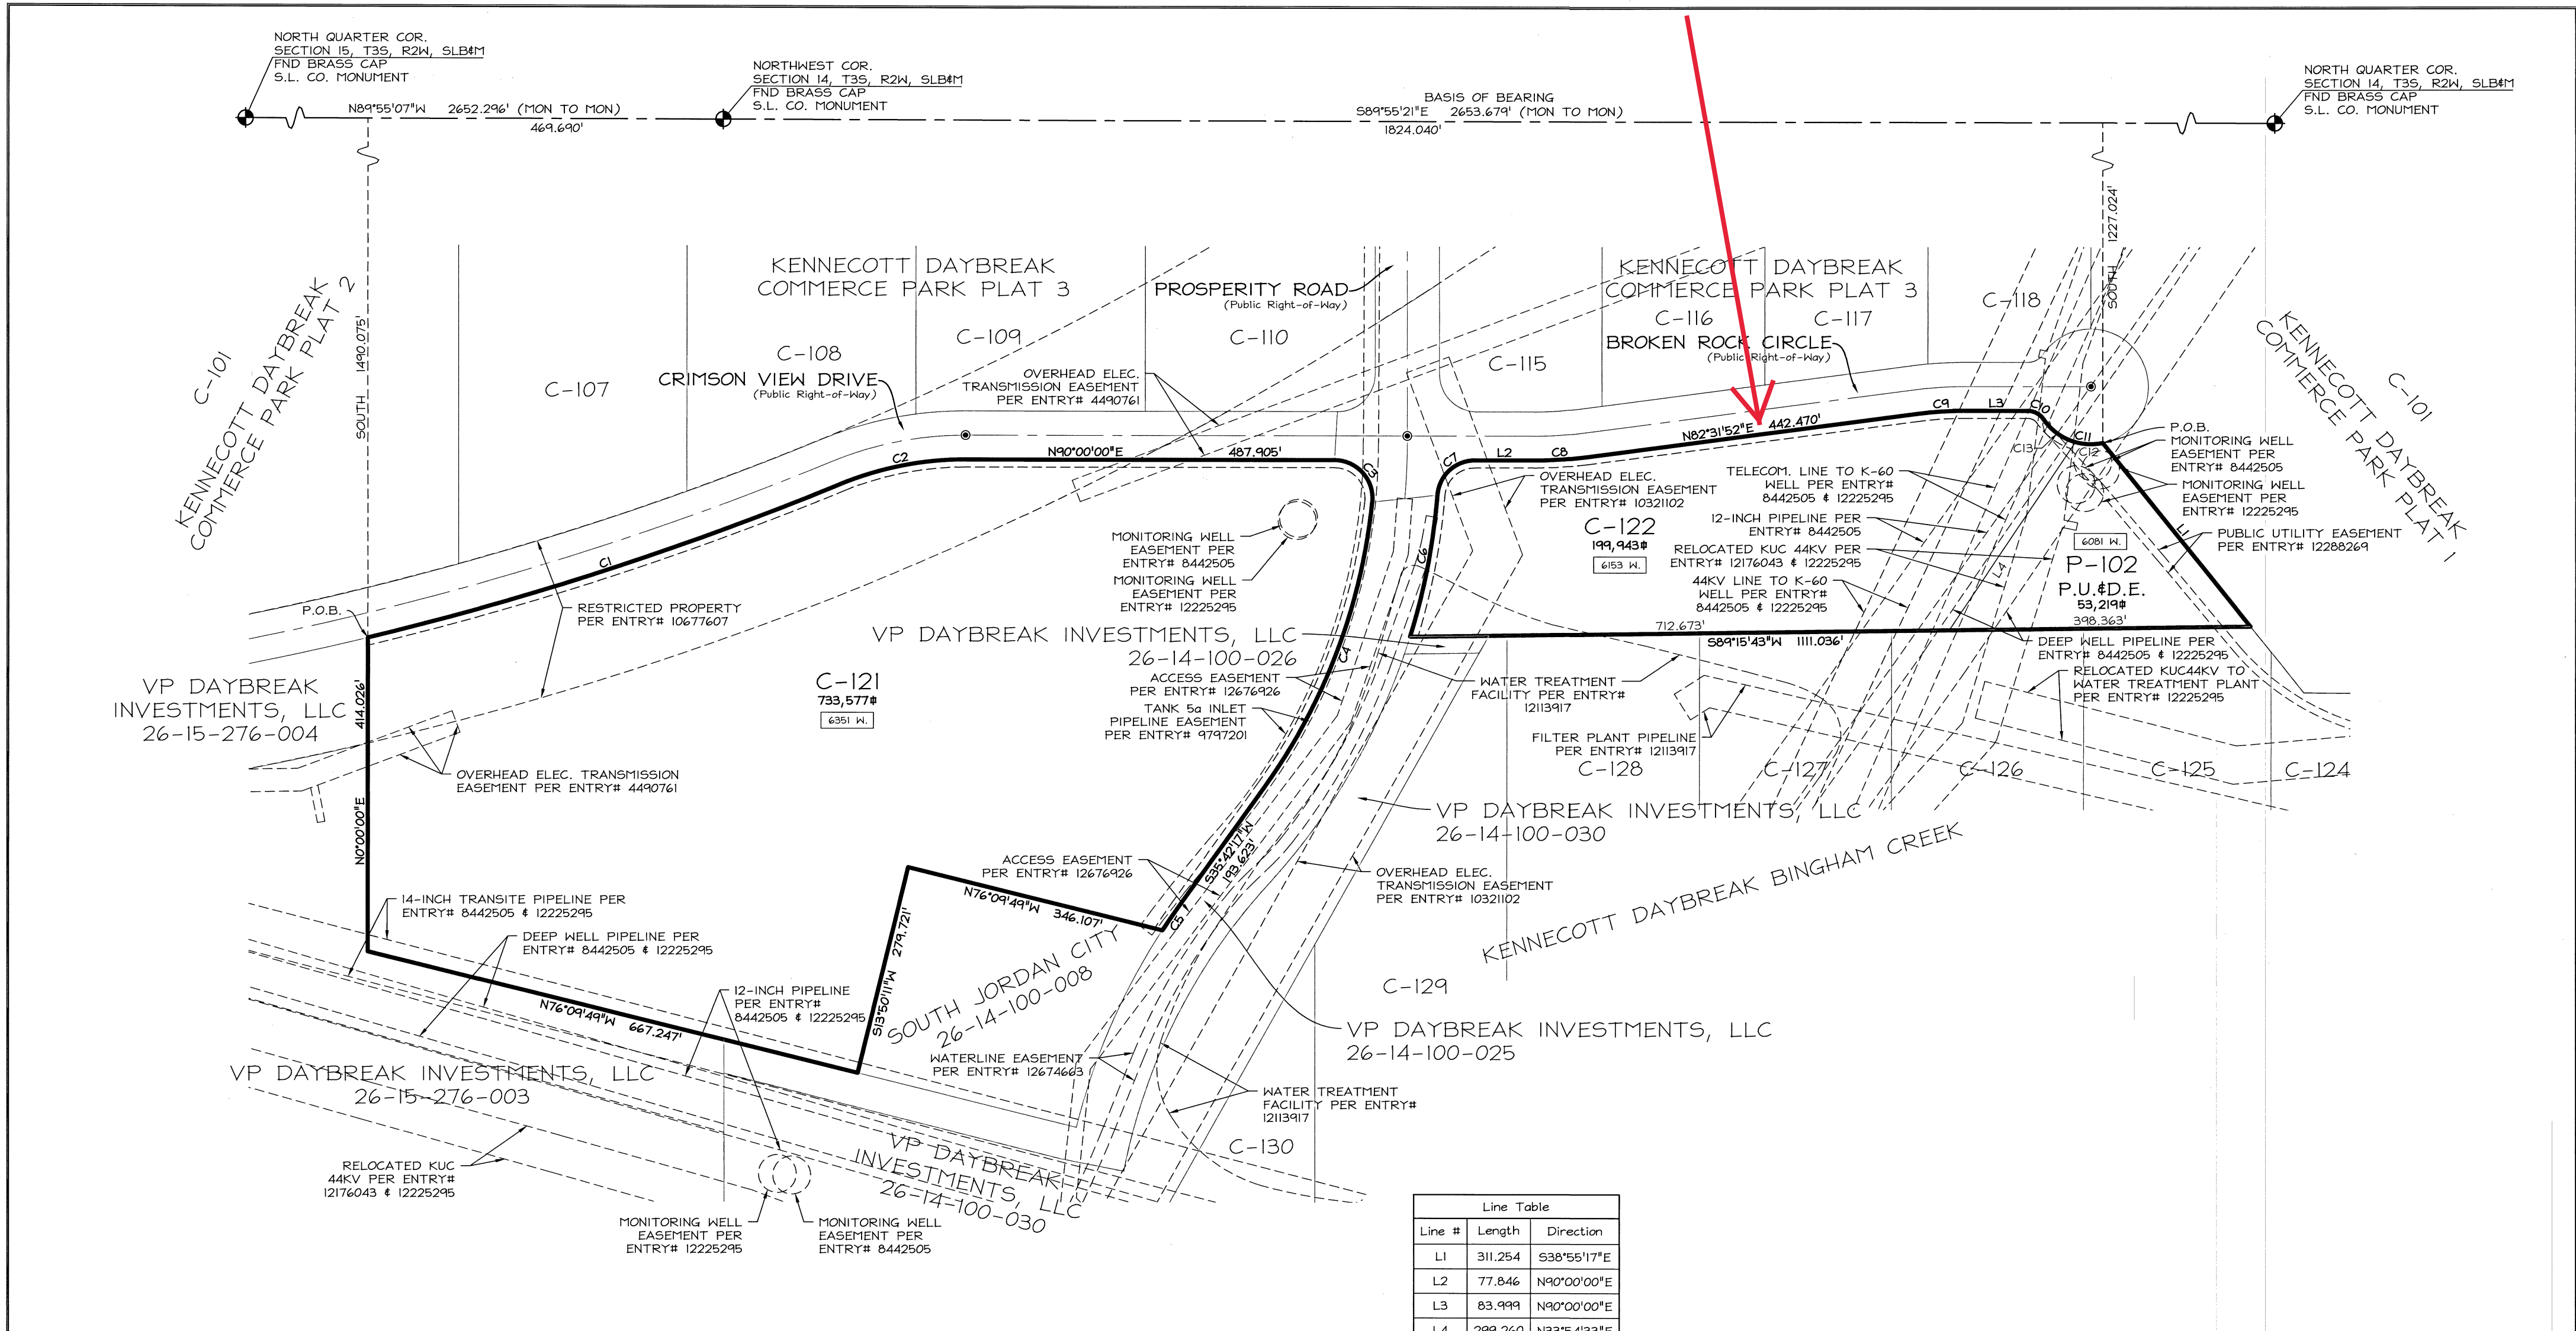 NORTH QUARTER COR.
SECTION 15, T3S, R2W, SLB&M
FND BRASS CAP
S.L. CO. MONUMENT
NORTHWEST COR.
SECTION 14, T3S, R2W, SLB&M
FND BRASS CAP
S.L. CO. MONUMENT
NORTH QUARTER COR.
SECTION 14, T3S, R2W, SLB&M
FND BRASS CAP
S.L. CO. MONUMENT
N89°55'07"W 2652.296' (MON TO MON)
469.690'
BASIS OF BEARING
S89°55'21"E 2653.679' (MON TO MON)
1824.040'
SOUTH 1490.075'
SOUTH 1227.024'
C-101
KENNECOTT DAYBREAK
COMMERCE PARK PLAT 2
C-107
KENNECOTT DAYBREAK
COMMERCE PARK PLAT 3
C-108
C-109
C-110
CRIMSON VIEW DRIVE
(Public Right-of-Way)
PROSPERITY ROAD
(Public Right-of-Way)
OVERHEAD ELEC.
TRANSMISSION EASEMENT
PER ENTRY# 4490761
KENNECOTT DAYBREAK
COMMERCE PARK PLAT 3
C-115
C-116
C-117
C-118
BROKEN ROCK CIRCLE
(Public Right-of-Way)
C-101
KENNECOTT DAYBREAK
COMMERCE PARK PLAT 1
C1
C2
N90°00'00"E 487.905'
C3
C4
C5
C6
C7
L2
C8
N82°31'52"E 442.470'
C9
L3
C10
C11
C12
C13
L1
L4
P.O.B.
MONITORING WELL
EASEMENT PER
ENTRY# 8442505
MONITORING WELL
EASEMENT PER
ENTRY# 12225295
PUBLIC UTILITY EASEMENT
PER ENTRY# 12288269
OVERHEAD ELEC.
TRANSMISSION EASEMENT
PER ENTRY# 10321102
C-122
199,943⌗
6153 W.
TELECOM. LINE TO K-60
WELL PER ENTRY#
8442505 & 12225295
12-INCH PIPELINE PER
ENTRY# 8442505
RELOCATED KUC 44KV PER
ENTRY# 12176043 & 12225295
44KV LINE TO K-60
WELL PER ENTRY#
8442505 & 12225295
6081 W.
P-102
P.U.&D.E.
53,219⌗
712.673'
398.363'
S89°15'43"W 1111.036'
DEEP WELL PIPELINE PER
ENTRY# 8442505 & 12225295
RELOCATED KUC44KV TO
WATER TREATMENT PLANT
PER ENTRY# 12225295
MONITORING WELL
EASEMENT PER
ENTRY# 8442505
MONITORING WELL
EASEMENT PER
ENTRY# 12225295
P.O.B.
RESTRICTED PROPERTY
PER ENTRY# 10677607
VP DAYBREAK INVESTMENTS, LLC
26-14-100-026
ACCESS EASEMENT
PER ENTRY# 12676926
TANK 5a INLET
PIPELINE EASEMENT
PER ENTRY# 9797201
WATER TREATMENT
FACILITY PER ENTRY#
12113917
FILTER PLANT PIPELINE
PER ENTRY# 12113917
C-128
C-127
C-126
C-125
C-124
C-121
733,577⌗
6351 W.
VP DAYBREAK
INVESTMENTS, LLC
26-15-276-004
414.026'
N0°00'00"E
OVERHEAD ELEC. TRANSMISSION
EASEMENT PER ENTRY# 4490761
VP DAYBREAK INVESTMENTS, LLC
26-14-100-030
KENNECOTT DAYBREAK BINGHAM CREEK
S35°42'17"W
193.623'
ACCESS EASEMENT
PER ENTRY# 12676926
OVERHEAD ELEC.
TRANSMISSION EASEMENT
PER ENTRY# 10321102
14-INCH TRANSITE PIPELINE PER
ENTRY# 8442505 & 12225295
DEEP WELL PIPELINE PER
ENTRY# 8442505 & 12225295
N76°09'49"W 346.107'
S13°50'11"W 279.721'
SOUTH JORDAN CITY
26-14-100-008
12-INCH PIPELINE
PER ENTRY#
8442505 & 12225295
N76°09'49"W 667.247'
C-129
VP DAYBREAK INVESTMENTS, LLC
26-14-100-025
WATERLINE EASEMENT
PER ENTRY# 12674663
VP DAYBREAK INVESTMENTS, LLC
26-15-276-003
WATER TREATMENT
FACILITY PER ENTRY#
12113917
C-130
VP DAYBREAK
INVESTMENTS, LLC
26-14-100-030
RELOCATED KUC
44KV PER ENTRY#
12176043 & 12225295
MONITORING WELL
EASEMENT PER
ENTRY# 12225295
MONITORING WELL
EASEMENT PER
ENTRY# 8442505
Line Table
Line # Length Direction
L1 311.254 S38°55'17"E
L2 77.846 N90°00'00"E
L3 83.999 N90°00'00"E
L4 299.260